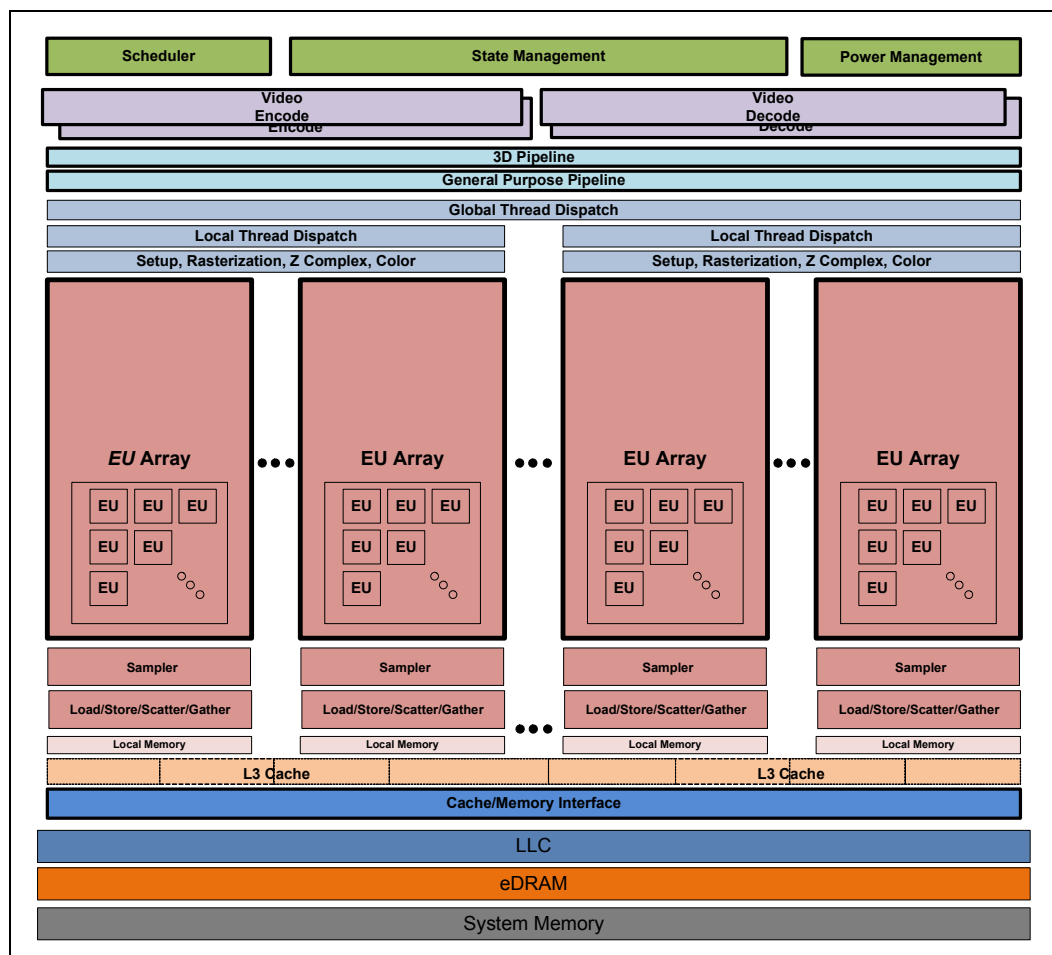 Scheduler State Management Power Management
Video Video
Encode Decode
Encode Decode
3D Pipeline
General Purpose Pipeline
Global Thread Dispatch
Local Thread Dispatch Local Thread Dispatch
Setup, Rasterization, Z Complex, Color Setup, Rasterization, Z Complex, Color
EU Array EU Array EU Array EU Array
EU EU EU EU EU EU EU EU EU EU EU EU
EU EU EU EU EU EU EU EU
EU EU EU EU
Sampler Sampler Sampler Sampler
Load/Store/Scatter/Gather Load/Store/Scatter/Gather Load/Store/Scatter/Gather Load/Store/Scatter/Gather
Local Memory Local Memory Local Memory Local Memory
L3 Cache L3 Cache
Cache/Memory Interface
LLC
eDRAM
System Memory